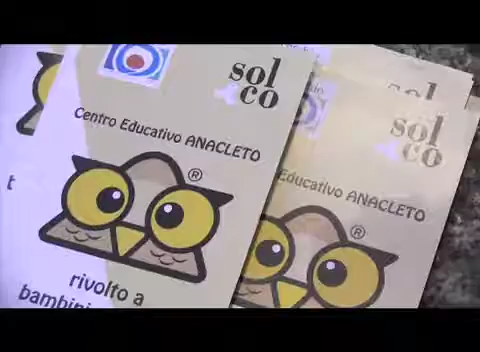 sol
co
Centro Educativo ANACLETO
®
rivolto a
bambini
sol
co
Educativo ANACLETO
®